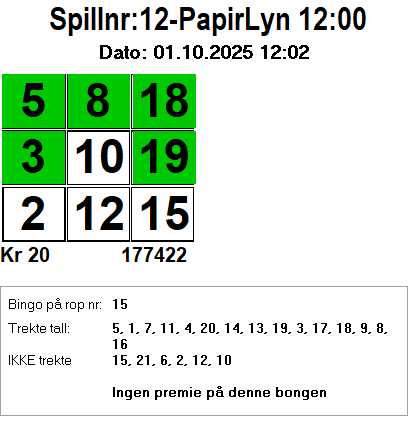 Spillnr:12-PapirLyn 12:00
Dato: 01.10.2025 12:02
5 8 18
3 10 19
2 12 15
Kr 20 177422
Bingo på rop nr: 15
Trekte tall: 5, 1, 7, 11, 4, 20, 14, 13, 19, 3, 17, 18, 9, 8,
16
IKKE trekte 15, 21, 6, 2, 12, 10
Ingen premie på denne bongen